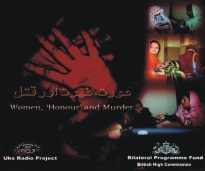 عورت، غیرت اور قتل
Women, 'Honour' and Murder
Uks Radio Project
Bilateral Programme Fund
British High Commission